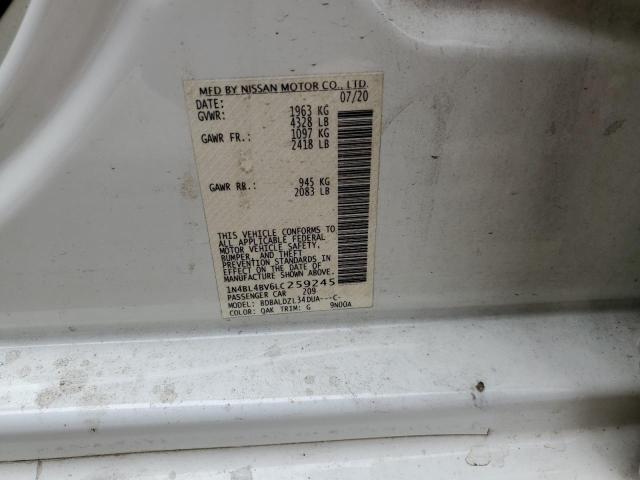 MFD BY NISSAN MOTOR CO., LTD.
DATE: 07/20
GVWR: 1963 KG
4328 LB
GAWR FR.: 1097 KG
2418 LB
GAWR RR.: 945 KG
2083 LB
THIS VEHICLE CONFORMS TO
ALL APPLICABLE FEDERAL
MOTOR VEHICLE SAFETY,
BUMPER, AND THEFT
PREVENTION STANDARDS IN
EFFECT ON THE DATE OF
MANUFACTURE SHOWN ABOVE.
1N4BL4BV6LC259245
PASSENGER CAR 209
MODEL: BDBALDZL34DUA---C-
COLOR: QAK TRIM: G 9N00A